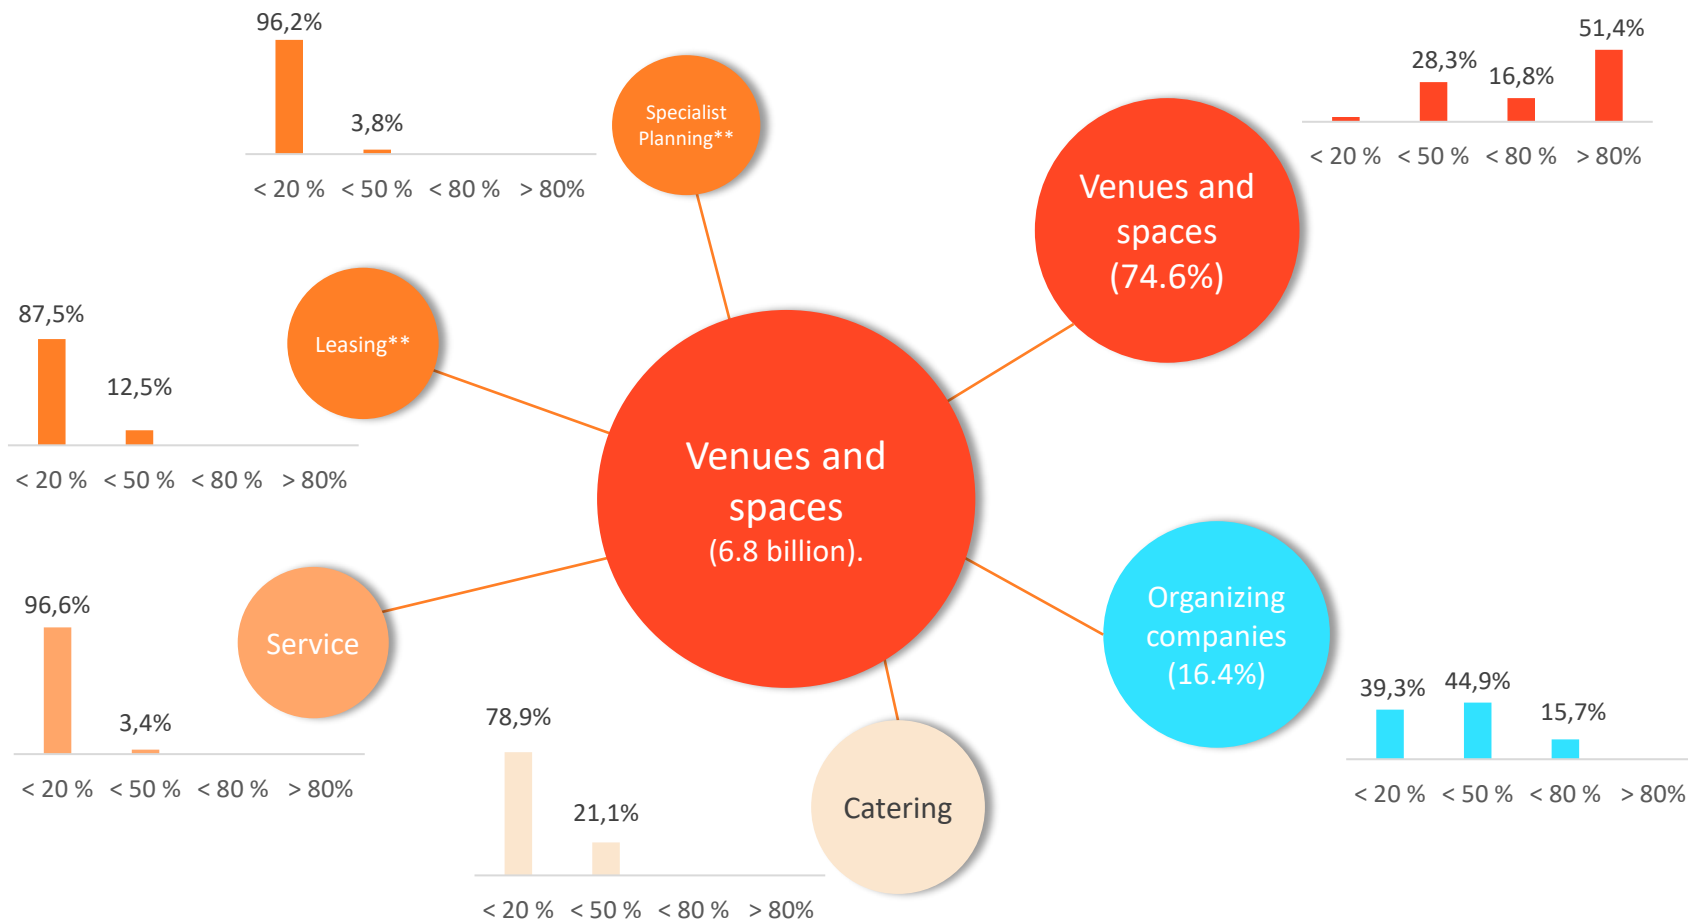 96,2%
3,8%
< 20 % < 50 % < 80 % > 80%
Specialist
Planning**
51,4%
28,3%
16,8%
< 20 % < 50 % < 80 % > 80%
Venues and
spaces
(74.6%)
87,5%
12,5%
< 20 % < 50 % < 80 % > 80%
Leasing**
Venues and
spaces
(6.8 billion).
96,6%
3,4%
< 20 % < 50 % < 80 % > 80%
Service
Organizing
companies
(16.4%)
39,3%
44,9%
15,7%
< 20 % < 50 % < 80 % > 80%
78,9%
21,1%
< 20 % < 50 % < 80 % > 80%
Catering